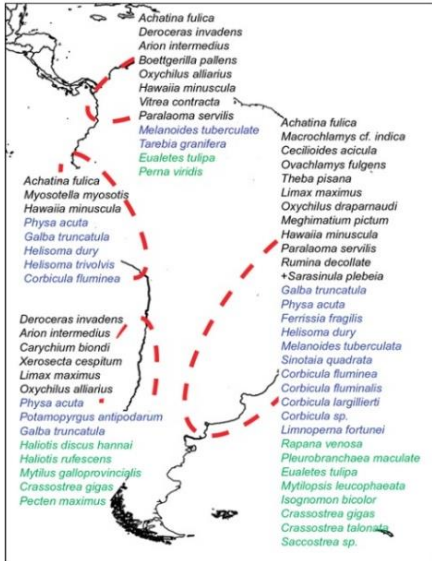 Achatina fulica
Deroceras invadens
Arion intermedius
Boettgerilla pallens
Oxychilus alliarius
Hawaiia minuscula
Vitrea contracta
Paralaoma servilis
Melanoides tuberculate
Tarebia granifera
Eualetes tulipa
Perna viridis
Achatina fulica
Myosotella myosotis
Hawaiia minuscula
Physa acuta
Galba truncatula
Helisoma dury
Helisoma trivolvis
Corbicula fluminea
Deroceras invadens
Arion intermedius
Carychium biondi
Xerosecta cespitum
Limax maximus
Oxychilus alliarius
Physa acuta
Potamopyrgus antipodarum
Galba truncatula
Haliotis discus hannai
Haliotis rufescens
Mytilus galloprovincialis
Crassostrea gigas
Pecten maximus
Achatina fulica
Macrochlamys cf. indica
Cecilioides acicula
Ovachlamys fulgens
Theba pisana
Limax maximus
Oxychilus draparnaudi
Meghimatium pictum
Hawaiia minuscula
Paralaoma servilis
Rumina decollate
+Sarasinula plebeia
Galba truncatula
Physa acuta
Ferrissia fragilis
Helisoma dury
Melanoides tuberculata
Sinotaia quadrata
Corbicula fluminea
Corbicula fluminalis
Corbicula largillierti
Corbicula sp.
Limnoperna fortunei
Rapana venosa
Pleurobranchaea maculate
Eualetes tulipa
Mytilopsis leucophaeata
Isognomon bicolor
Crassostrea gigas
Crassostrea talonata
Saccostrea sp.